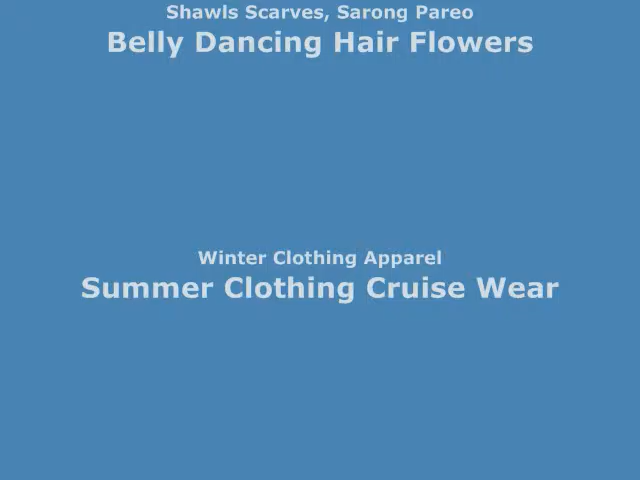 Shawls Scarves, Sarong Pareo
Belly Dancing Hair Flowers
Winter Clothing Apparel
Summer Clothing Cruise Wear